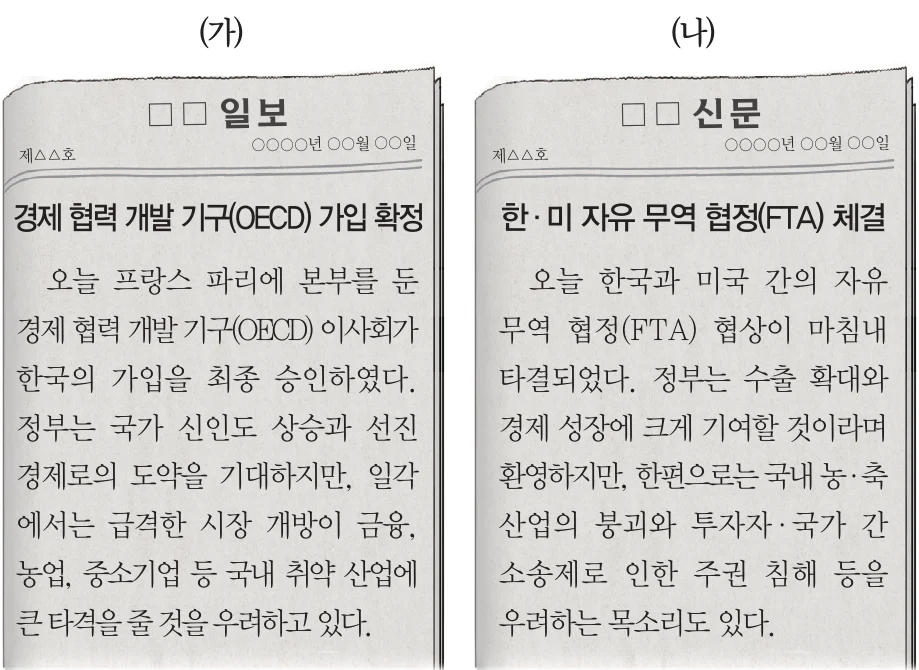 (가)
□□일보
제△△호
○○○○년 ○○월 ○○일
경제 협력 개발 기구(OECD) 가입 확정
오늘 프랑스 파리에 본부를 둔
경제 협력 개발 기구(OECD) 이사회가
한국의 가입을 최종 승인하였다.
정부는 국가 신인도 상승과 선진
경제로의 도약을 기대하지만, 일각
에서는 급격한 시장 개방이 금융,
농업, 중소기업 등 국내 취약 산업에
큰 타격을 줄 것을 우려하고 있다.
(나)
□□신문
제△△호
○○○○년 ○○월 ○○일
한·미 자유 무역 협정(FTA) 체결
오늘 한국과 미국 간의 자유
무역 협정(FTA) 협상이 마침내
타결되었다. 정부는 수출 확대와
경제 성장에 크게 기여할 것이라며
환영하지만, 한편으로는 국내 농·축
산업의 붕괴와 투자자·국가 간
소송제로 인한 주권 침해 등을
우려하는 목소리도 있다.